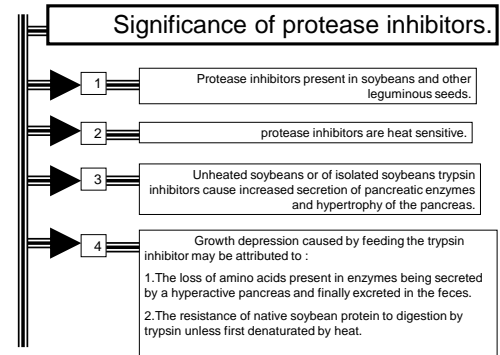 Significance of protease inhibitors.
1
Protease inhibitors present in soybeans and other
leguminous seeds.
2
protease inhibitors are heat sensitive.
3
Unheated soybeans or of isolated soybeans trypsin
inhibitors cause increased secretion of pancreatic enzymes
and hypertrophy of the pancreas.
4
Growth depression caused by feeding the trypsin
inhibitor may be attributed to :
1.The loss of amino acids present in enzymes being secreted
by a hyperactive pancreas and finally excreted in the feces.
2.The resistance of native soybean protein to digestion by
trypsin unless first denaturated by heat.